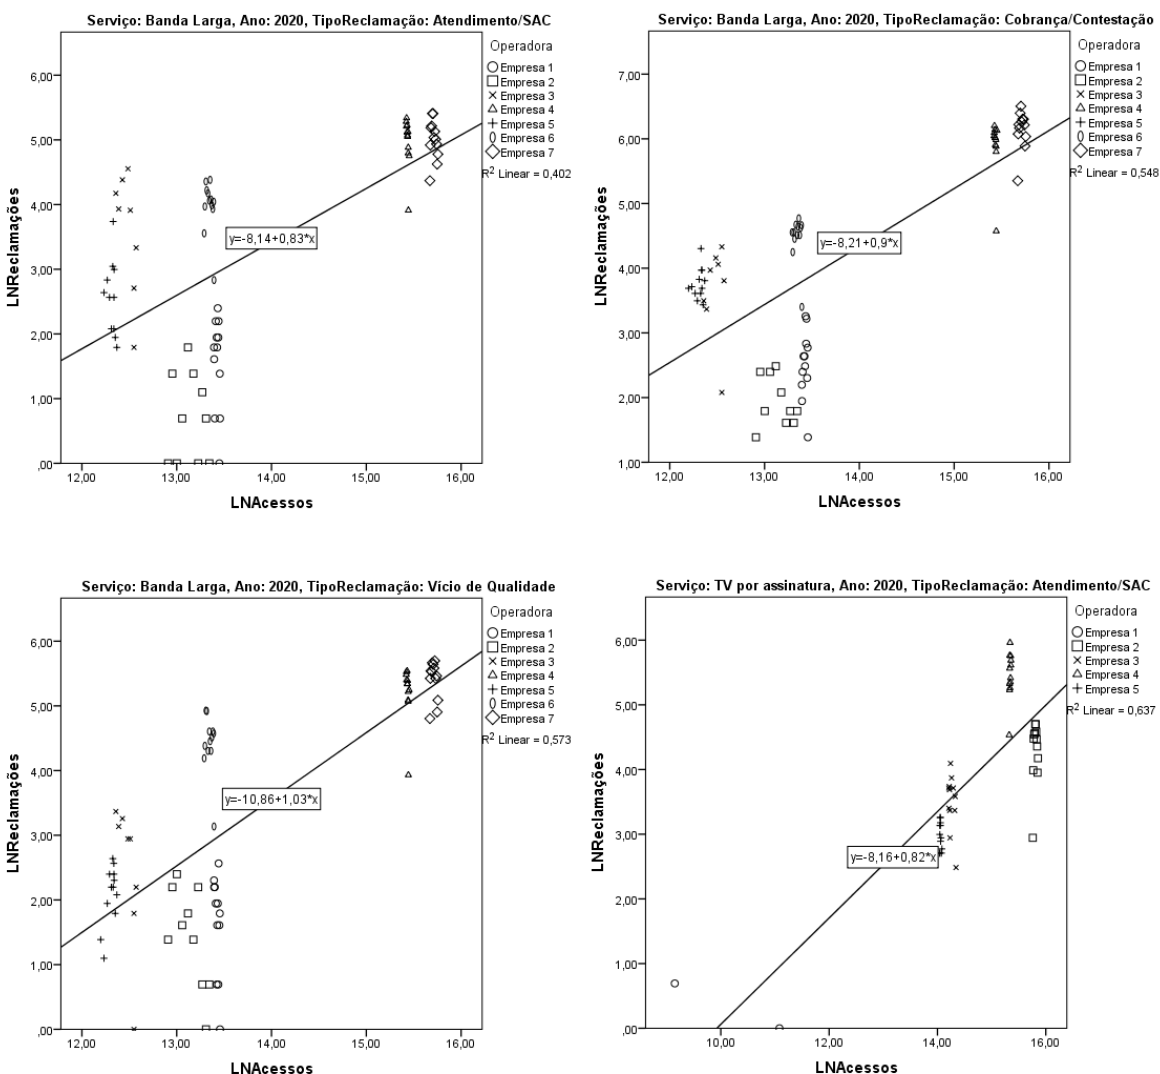 Serviço: Banda Larga, Ano: 2020, TipoReclamação: Atendimento/SAC
Operadora
Empresa 1
Empresa 2
Empresa 3
Empresa 4
Empresa 5
Empresa 6
Empresa 7
R² Linear = 0,402
6,00
5,00
4,00
3,00
2,00
1,00
,00
LNReclamações
y=-8,14+0,83*x
12,00 13,00 14,00 15,00 16,00
LNAcessos
Serviço: Banda Larga, Ano: 2020, TipoReclamação: Cobrança/Contestação
Operadora
Empresa 1
Empresa 2
Empresa 3
Empresa 4
Empresa 5
Empresa 6
Empresa 7
R² Linear = 0,548
7,00
6,00
5,00
4,00
3,00
2,00
1,00
LNReclamações
y=-8,21+0,9*x
12,00 13,00 14,00 15,00 16,00
LNAcessos
Serviço: Banda Larga, Ano: 2020, TipoReclamação: Vício de Qualidade
Operadora
Empresa 1
Empresa 2
Empresa 3
Empresa 4
Empresa 5
Empresa 6
Empresa 7
R² Linear = 0,573
6,00
5,00
4,00
3,00
2,00
1,00
,00
LNReclamações
y=-10,86+1,03*x
12,00 13,00 14,00 15,00 16,00
LNAcessos
Serviço: TV por assinatura, Ano: 2020, TipoReclamação: Atendimento/SAC
Operadora
Empresa 1
Empresa 2
Empresa 3
Empresa 4
Empresa 5
R² Linear = 0,637
6,00
5,00
4,00
3,00
2,00
1,00
,00
LNReclamações
y=-8,16+0,82*x
10,00 12,00 14,00 16,00
LNAcessos